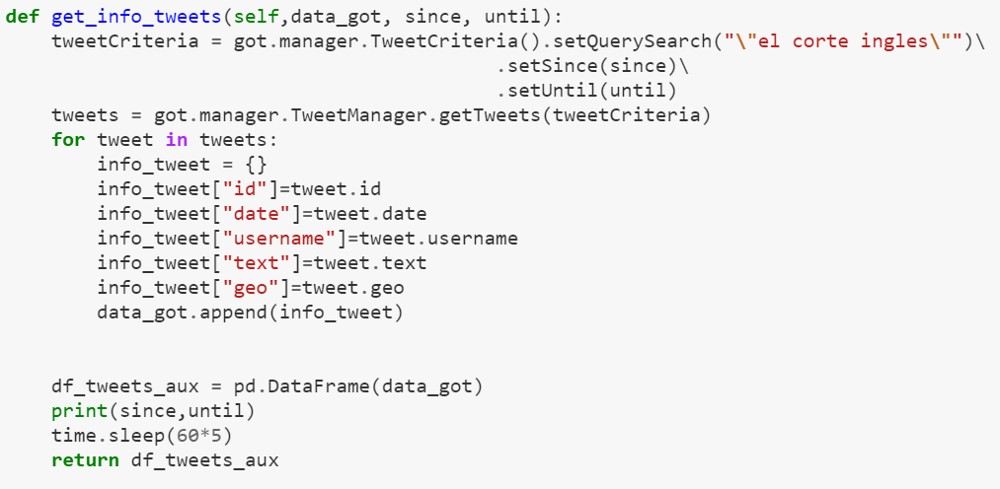 def get_info_tweets(self,data_got, since, until):
    tweetCriteria = got.manager.TweetCriteria().setQuerySearch("\"el corte ingles\"")\
                                           .setSince(since)\
                                           .setUntil(until)
    tweets = got.manager.TweetManager.getTweets(tweetCriteria)
    for tweet in tweets:
        info_tweet = {}
        info_tweet["id"]=tweet.id
        info_tweet["date"]=tweet.date
        info_tweet["username"]=tweet.username
        info_tweet["text"]=tweet.text
        info_tweet["geo"]=tweet.geo
        data_got.append(info_tweet)
    df_tweets_aux = pd.DataFrame(data_got)
    print(since,until)
    time.sleep(60*5)
    return df_tweets_aux